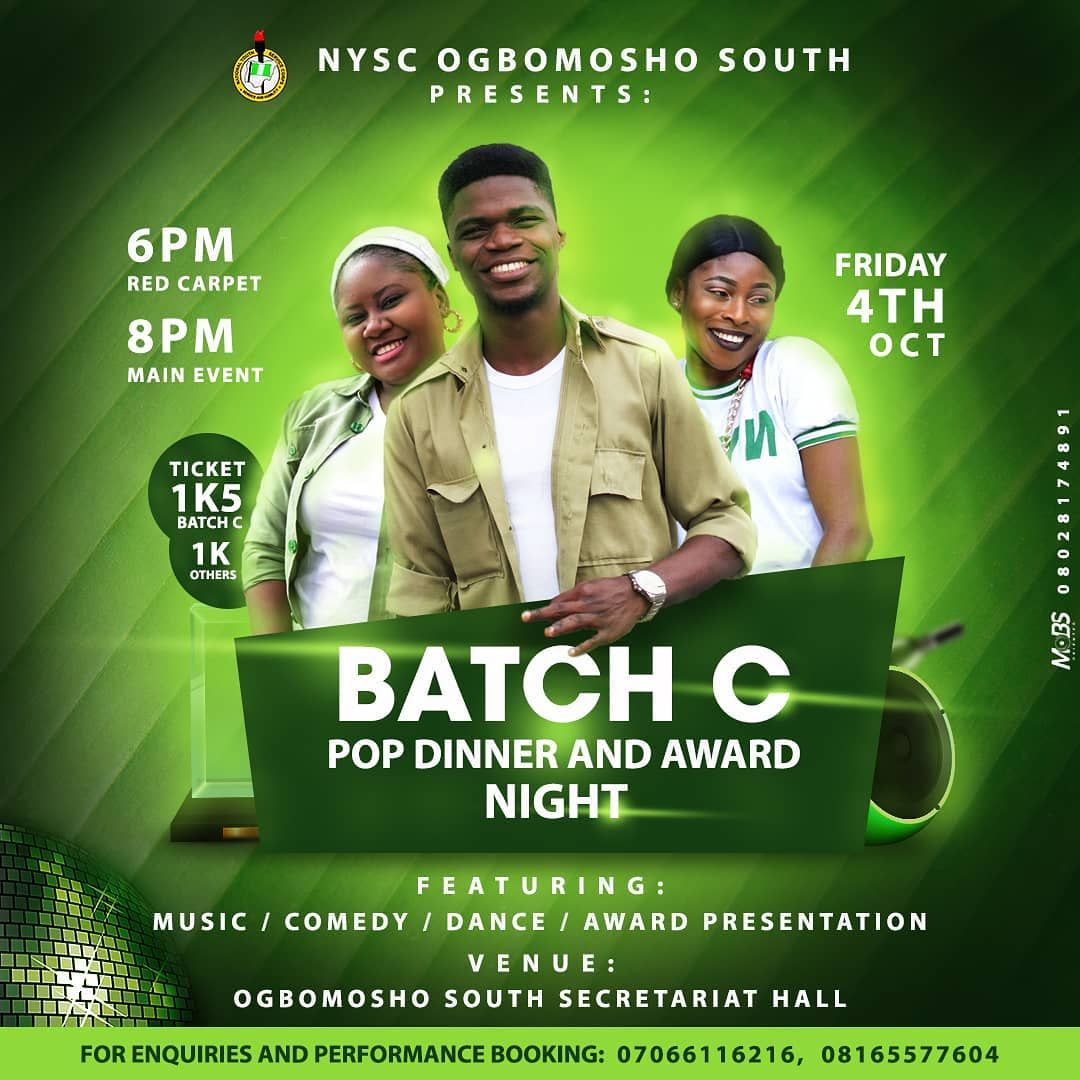 NYSC OGBOMOSHO SOUTH
PRESENTS:
6PM
RED CARPET
8PM
MAIN EVENT
FRIDAY
4TH
OCT
TICKET
1K5
BATCH C
1K
OTHERS
BATCH C
POP DINNER AND AWARD
NIGHT
FEATURING:
MUSIC / COMEDY / DANCE / AWARD PRESENTATION
VENUE:
OGBOMOSHO SOUTH SECRETARIAT HALL
FOR ENQUIRIES AND PERFORMANCE BOOKING: 07066116216, 08165577604
MOBS
08028174891